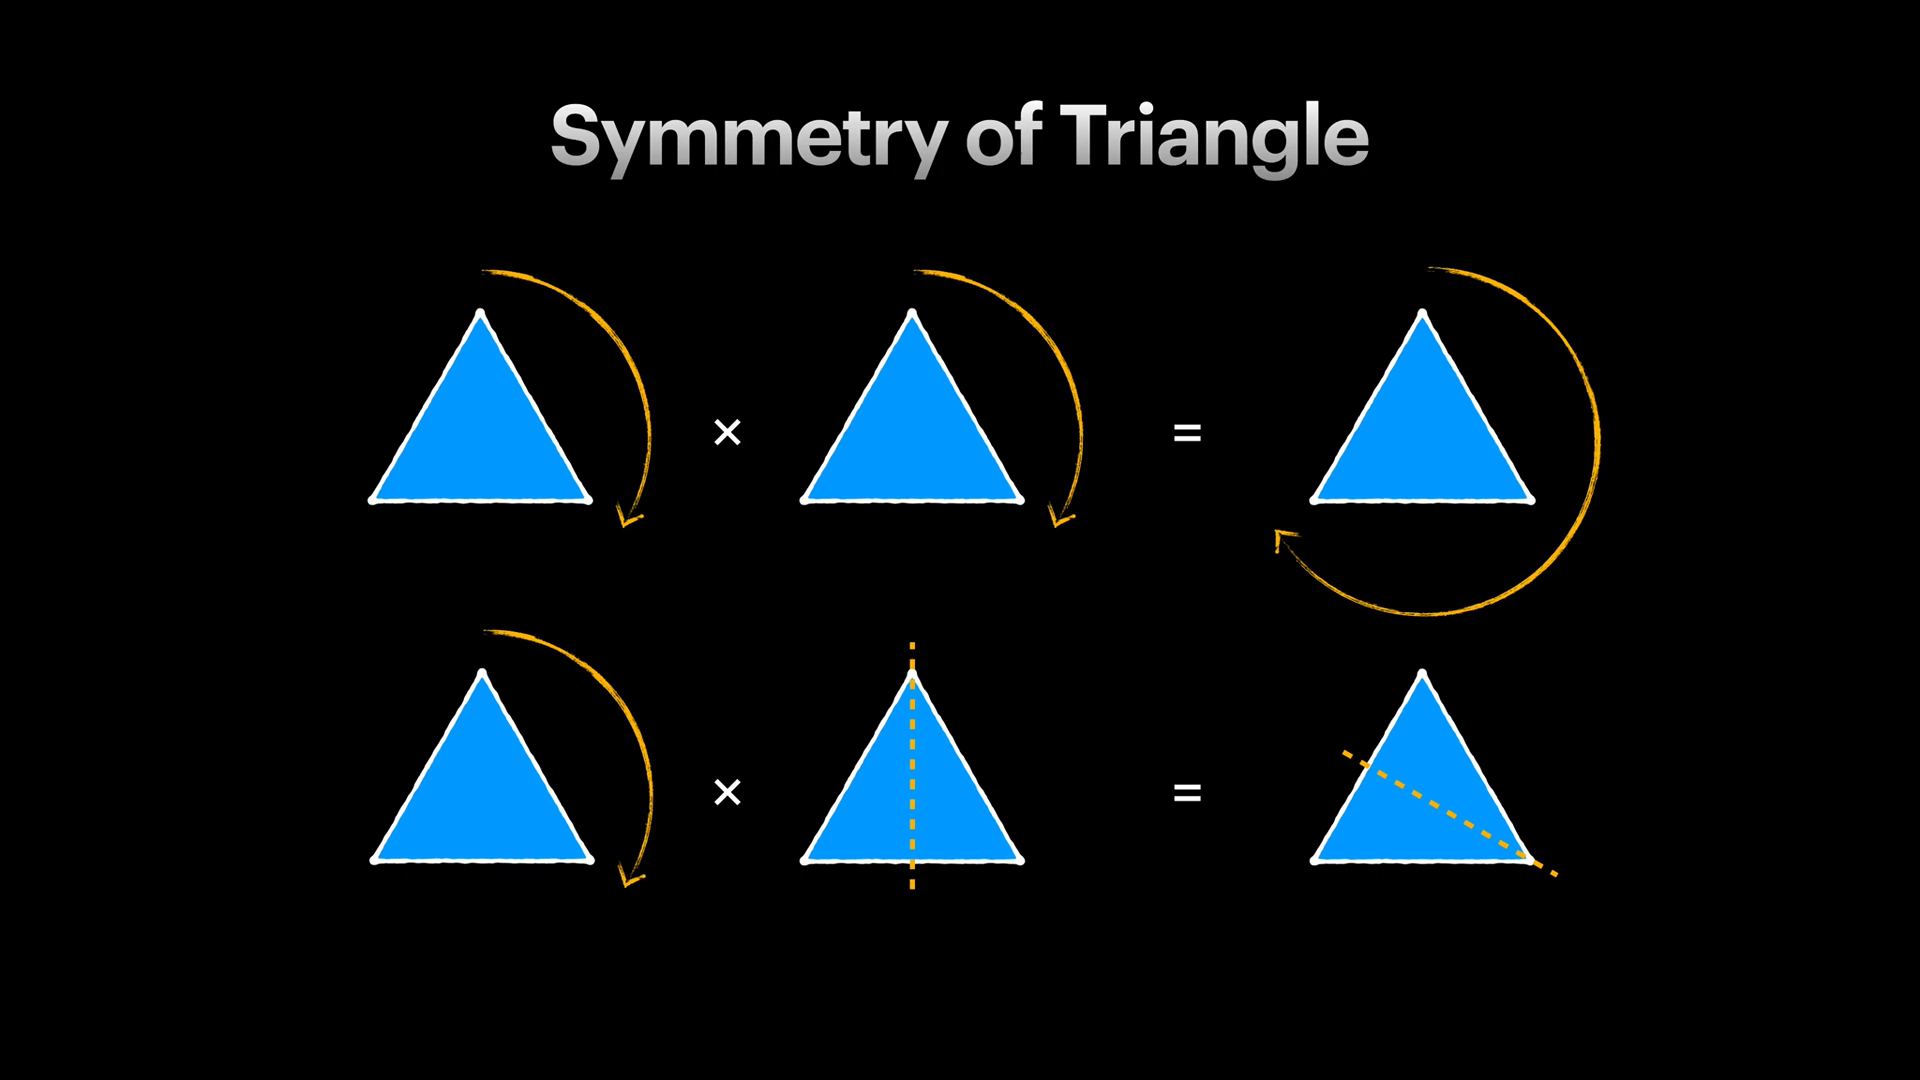 Symmetry of Triangle
× =
× =